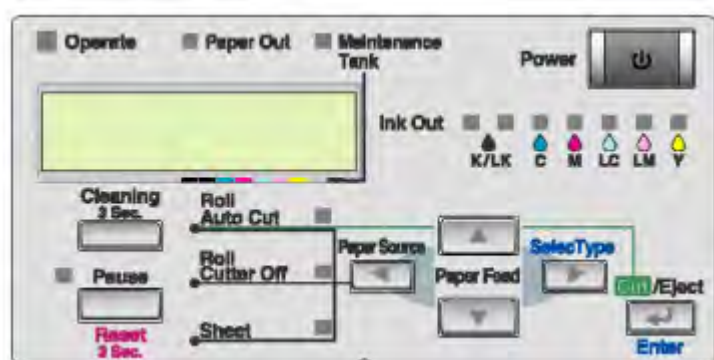 Operate
Paper Out
Maintenance
Tank
Power
Ink Out
K/LK
C
M
LC
LM
Y
Cleaning
3 Sec.
Roll
Auto Cut
Paper Source
SelecType
Roll
Cutter Off
Paper Feed
Pause
Cut/Eject
Reset
3 Sec.
Sheet
Enter